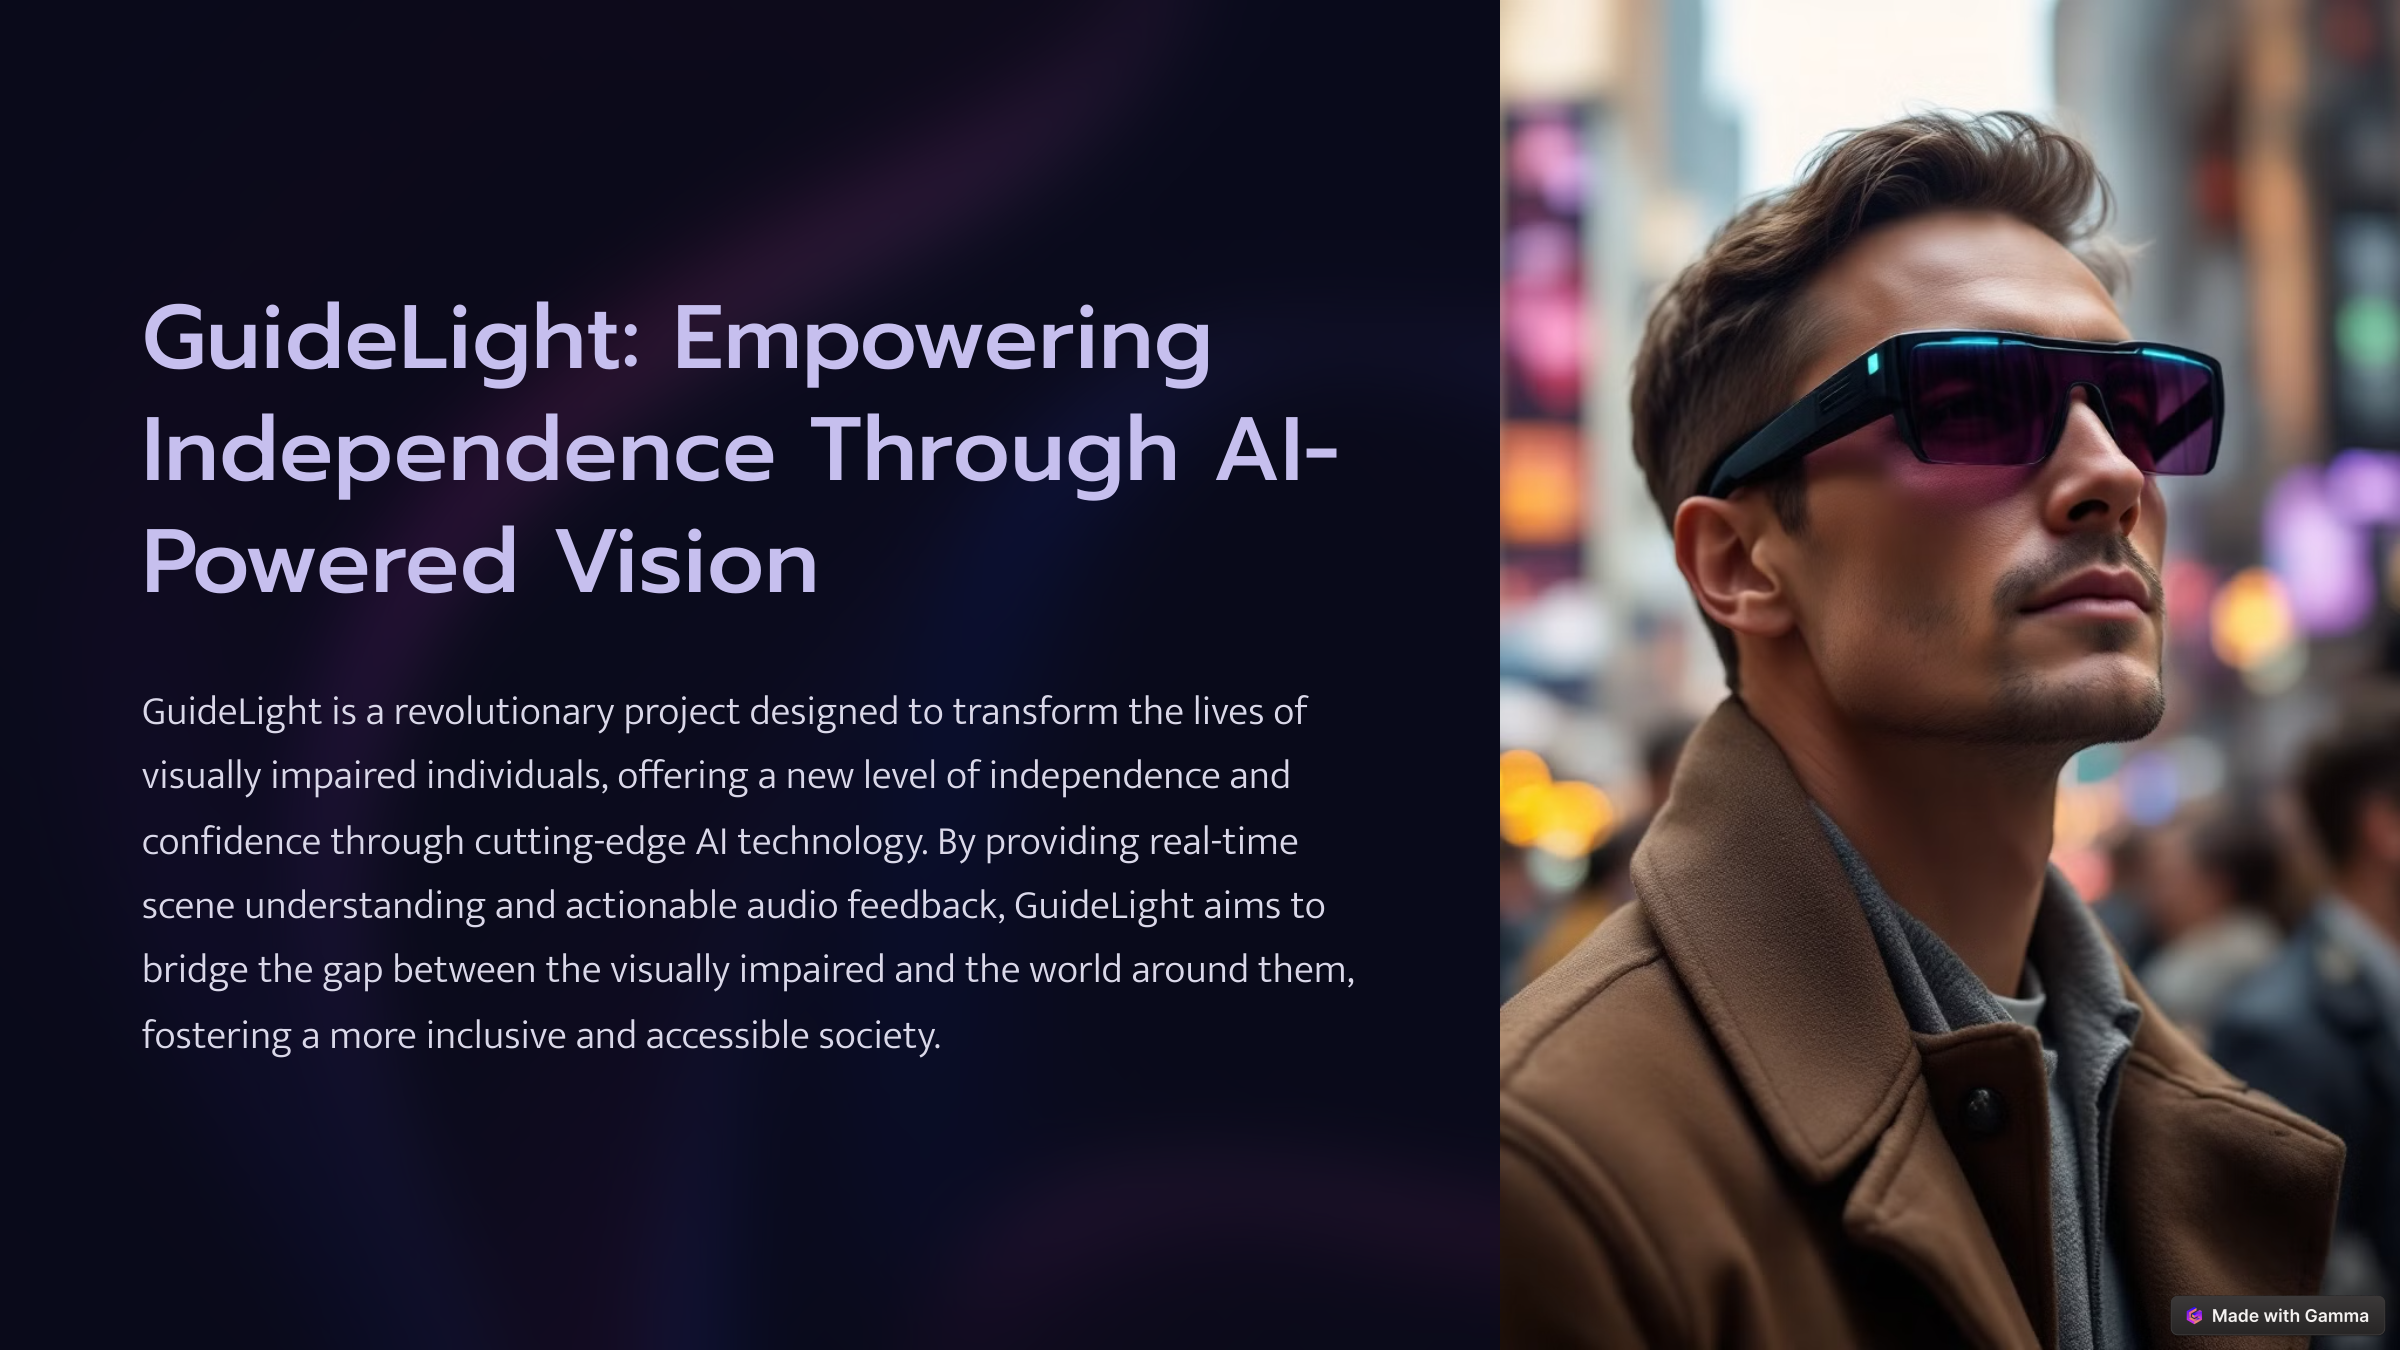 GuideLight: Empowering
Independence Through AI-
Powered Vision
GuideLight is a revolutionary project designed to transform the lives of
visually impaired individuals, offering a new level of independence and
confidence through cutting-edge AI technology. By providing real-time
scene understanding and actionable audio feedback, GuideLight aims to
bridge the gap between the visually impaired and the world around them,
fostering a more inclusive and accessible society.
Made with Gamma